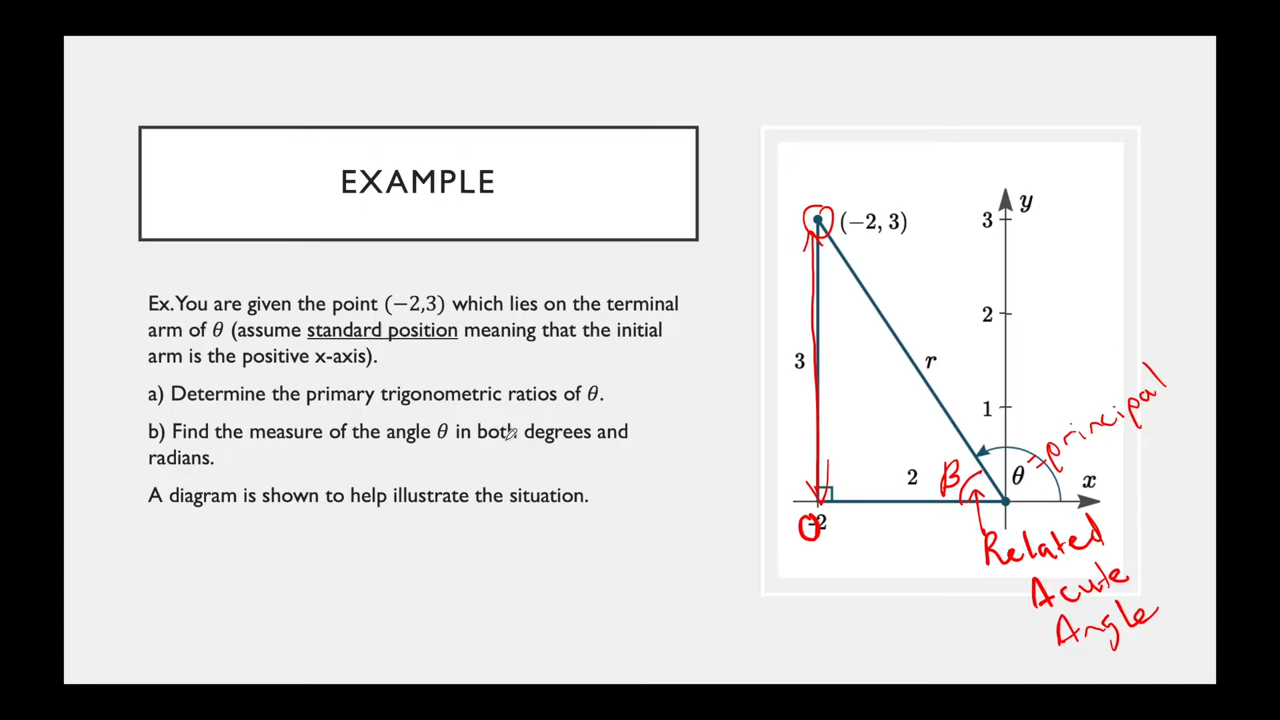 EXAMPLE
Ex. You are given the point (−2,3) which lies on the terminal
arm of θ (assume standard position meaning that the initial
arm is the positive x-axis).
a) Determine the primary trigonometric ratios of θ.
b) Find the measure of the angle θ in both degrees and
radians.
A diagram is shown to help illustrate the situation.
y
3
(−2, 3)
2
3
r
1
principal
2
β
θ
x
-2
O
Related
Acute
Angle